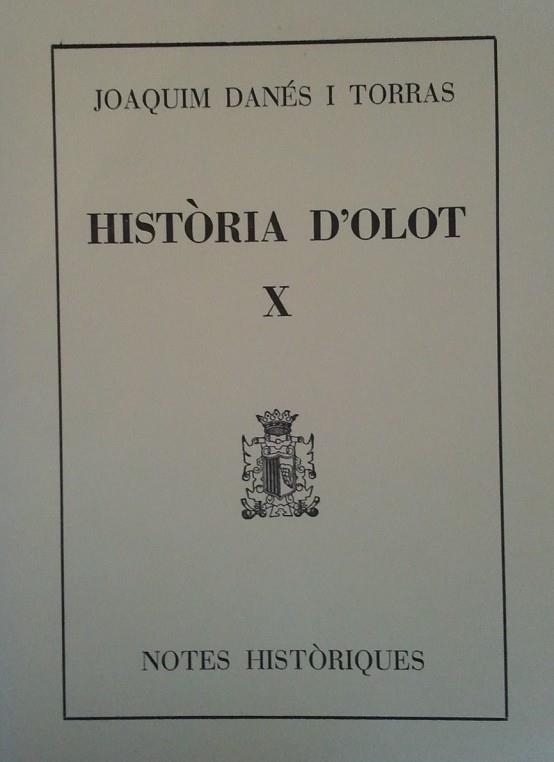 JOAQUIM DANÉS I TORRAS
HISTÒRIA D'OLOT
X
NOTES HISTÒRIQUES